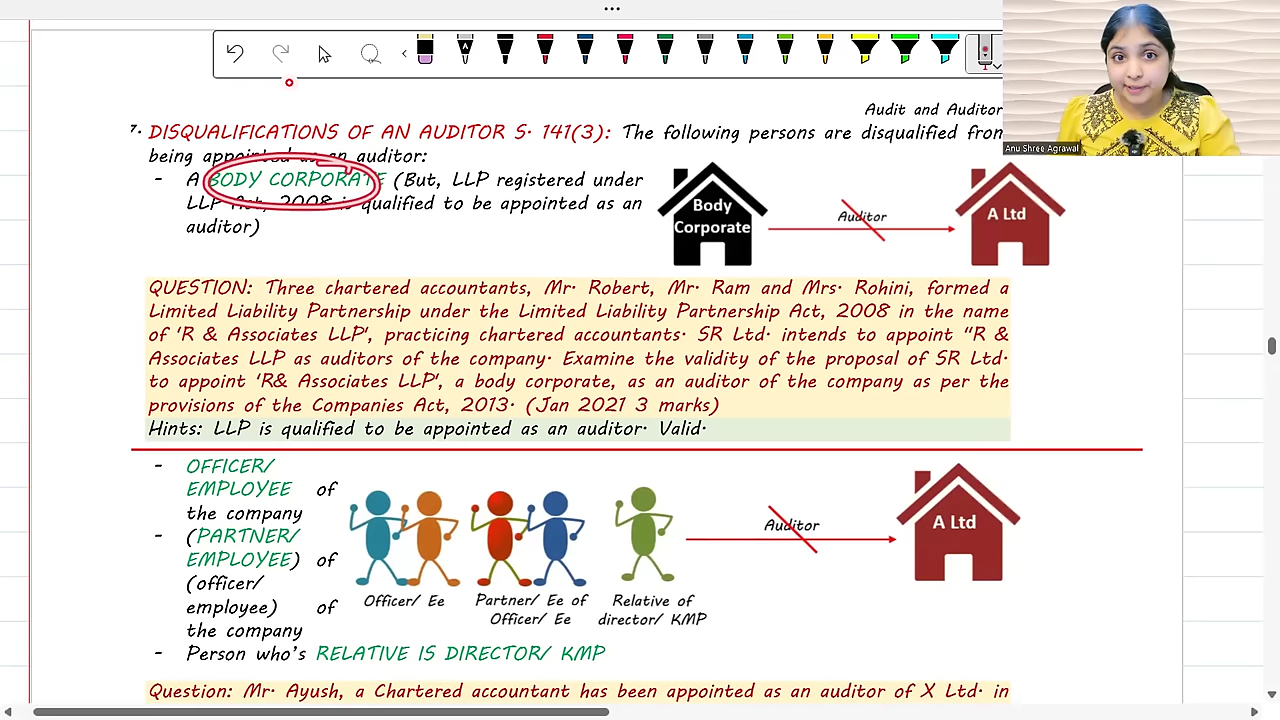 Audit and Auditor
7. DISQUALIFICATIONS OF AN AUDITOR S. 141(3): The following persons are disqualified from
being appointed as an auditor:
- A BODY CORPORATE (But, LLP registered under
LLP Act, 2008 is qualified to be appointed as an
auditor)
Body
Corporate
Auditor
A Ltd
Anu Shree Agrawal
QUESTION: Three chartered accountants, Mr. Robert, Mr. Ram and Mrs. Rohini, formed a
Limited Liability Partnership under the Limited Liability Partnership Act, 2008 in the name
of 'R & Associates LLP', practicing chartered accountants. SR Ltd. intends to appoint "R &
Associates LLP as auditors of the company. Examine the validity of the proposal of SR Ltd.
to appoint 'R& Associates LLP', a body corporate, as an auditor of the company as per the
provisions of the Companies Act, 2013. (Jan 2021 3 marks)
Hints: LLP is qualified to be appointed as an auditor. Valid.
- OFFICER/
EMPLOYEE of
the company
- (PARTNER/
EMPLOYEE) of
(officer/
employee) of
the company
- Person who's RELATIVE IS DIRECTOR/ KMP
Officer/ Ee
Partner/ Ee of
Officer/ Ee
Relative of
director/ KMP
Auditor
A Ltd
Question: Mr. Ayush, a Chartered accountant has been appointed as an auditor of X Ltd. in